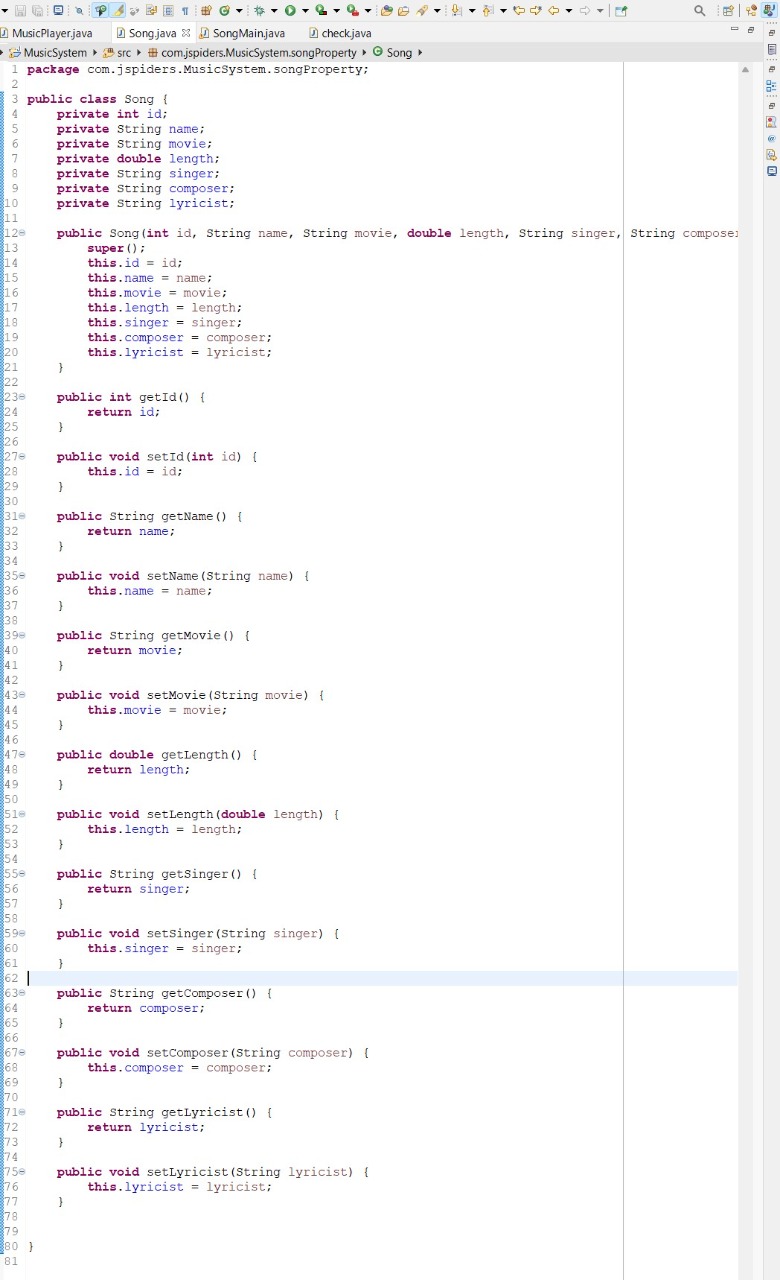 MusicPlayer.java Song.java SongMain.java check.java
MusicSystem src com.jspiders.MusicSystem.songProperty Song
1 package com.jspiders.MusicSystem.songProperty;
2
3 public class Song {
4 private int id;
5 private String name;
6 private String movie;
7 private double length;
8 private String singer;
9 private String composer;
10 private String lyricist;
11
12 public Song(int id, String name, String movie, double length, String singer, String composer
13 super();
14 this.id = id;
15 this.name = name;
16 this.movie = movie;
17 this.length = length;
18 this.singer = singer;
19 this.composer = composer;
20 this.lyricist = lyricist;
21 }
22
23 public int getId() {
24 return id;
25 }
26
27 public void setId(int id) {
28 this.id = id;
29 }
30
31 public String getName() {
32 return name;
33 }
34
35 public void setName(String name) {
36 this.name = name;
37 }
38
39 public String getMovie() {
40 return movie;
41 }
42
43 public void setMovie(String movie) {
44 this.movie = movie;
45 }
46
47 public double getLength() {
48 return length;
49 }
50
51 public void setLength(double length) {
52 this.length = length;
53 }
54
55 public String getSinger() {
56 return singer;
57 }
58
59 public void setSinger(String singer) {
60 this.singer = singer;
61 }
62
63 public String getComposer() {
64 return composer;
65 }
66
67 public void setComposer(String composer) {
68 this.composer = composer;
69 }
70
71 public String getLyricist() {
72 return lyricist;
73 }
74
75 public void setLyricist(String lyricist) {
76 this.lyricist = lyricist;
77 }
78
79
80 }
81